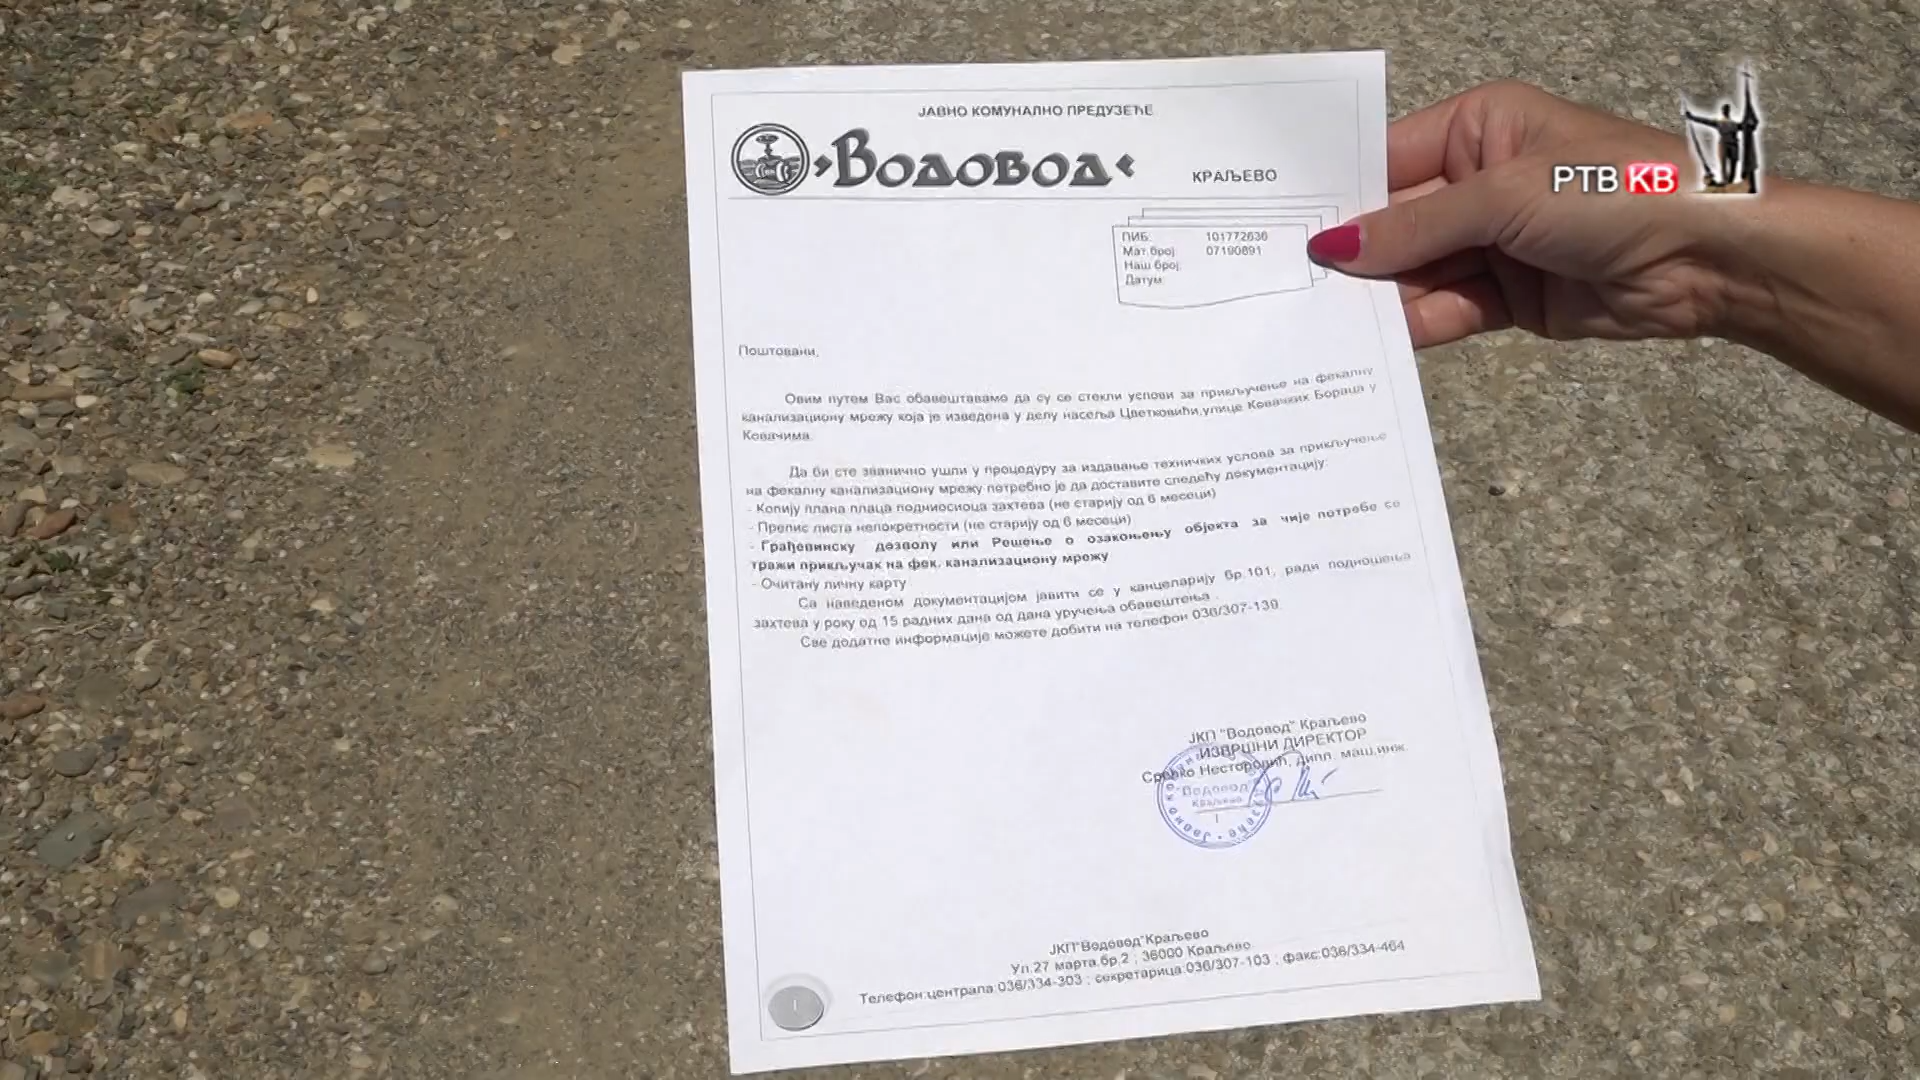 ЈАВНО КОМУНАЛНО ПРЕДУЗЕЋЕ
ВОДОВОД
КРАЉЕВО
РТВ КВ
ПИБ: 101772636
Мат.број: 07190891
Наш број:
Датум:
Поштовани,
Овим путем Вас обавештавамо да су се стекли услови за прикључење на фекалну
канализациону мрежу која је изведена у делу насеља Цветковићи,улице Ковачких Бораца у
Ковачима.
Да би сте званично ушли у процедуру за издавање техничких услова за прикључење
на фекалну канализациону мрежу потребно је да доставите следећу документацију:
- Копију плана плаца подниосиоца захтева (не старију од 6 месеци)
- Препис листа непокретности (не старију од 6 месеци)
- Грађевинску дозволу или Решење о озакоњењу објекта за чије потребе се
тражи прикључак на фек. канализациону мрежу
- Очитану личну карту
Са наведеном документацијом јавити се у канцеларију бр.101, ради подношења
захтева у року од 15 радних дана од дана уручења обавештења .
Све додатне информације можете добити на телефон 036/307-139
ЈКП "Водовод" Краљево
ИЗВРШНИ ДИРЕКТОР
Дипл. маш.инж.
Водовод
Краљево
1
ЈКП"Водовод"Краљево
Ул.27 марта.бр.2 ; 36000 Краљево
Телефон:централа:036/334-303 ; секретарица:036/307-103 ; факс:036/334-464
1